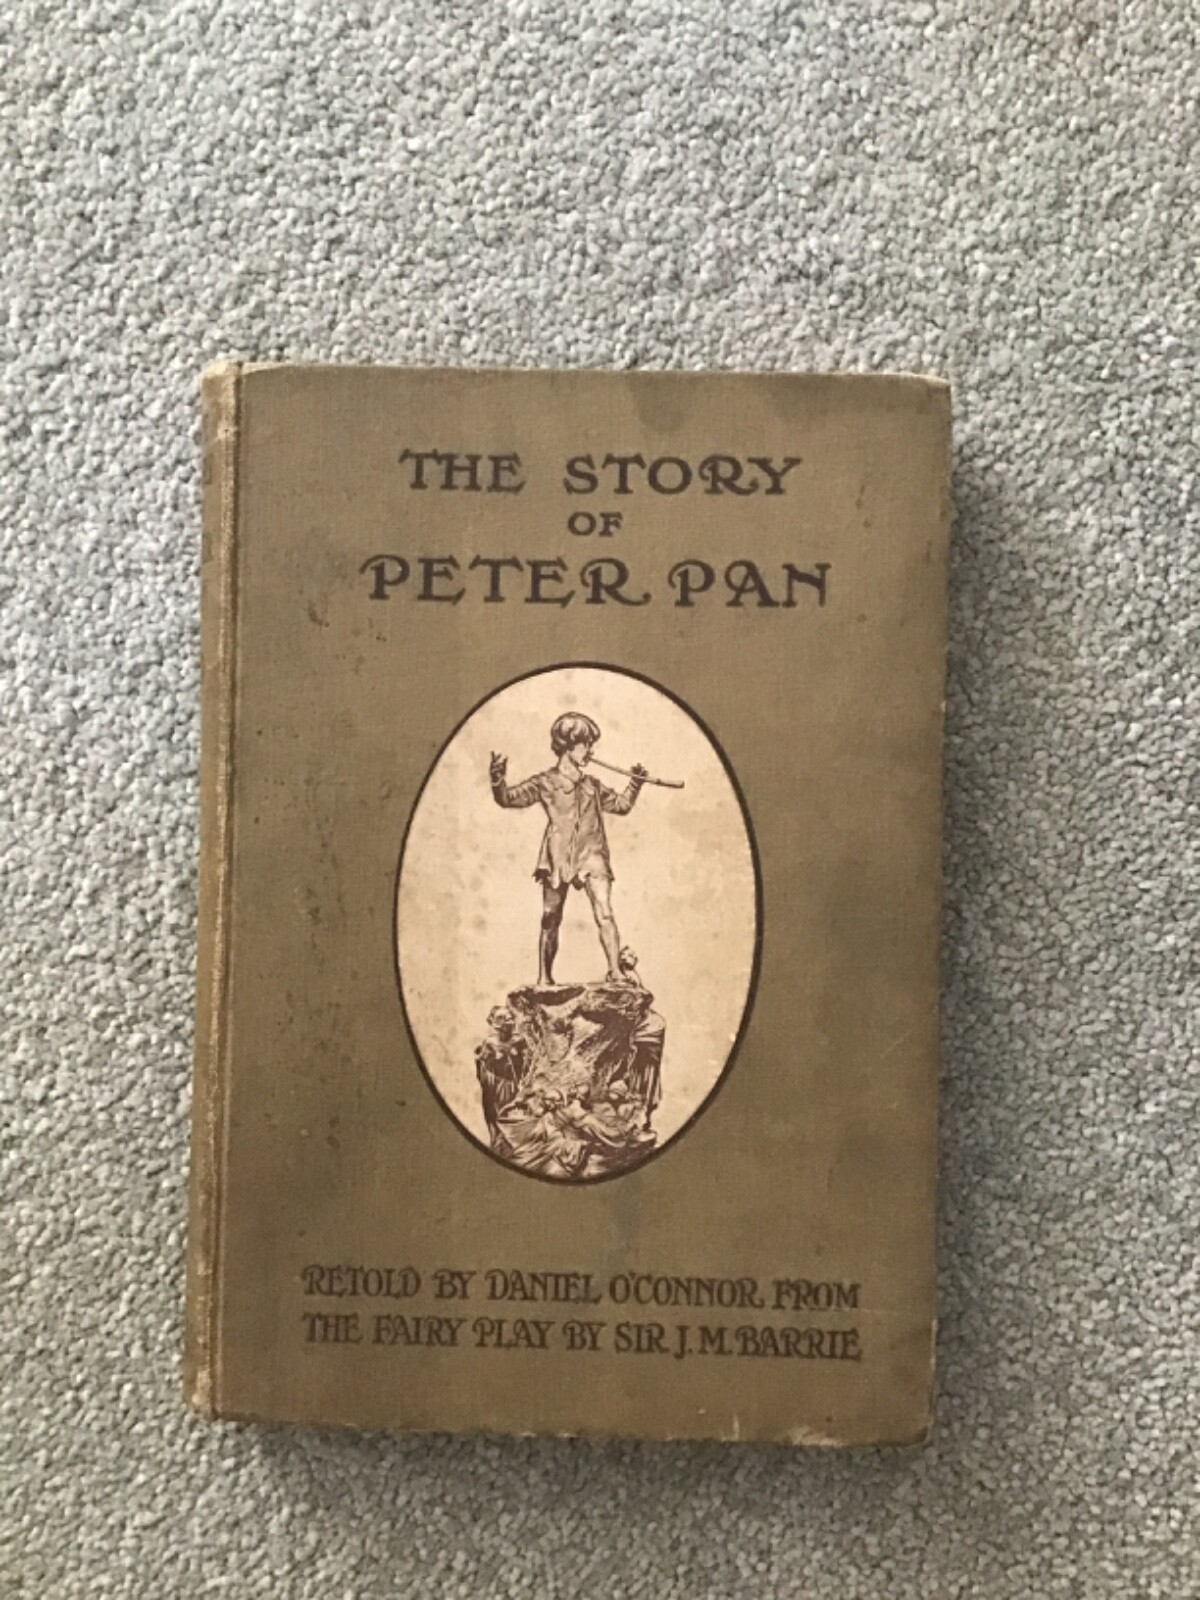 THE STORY
OF
PETER PAN
RETOLD BY DANIEL O'CONNOR FROM
THE FAIRY PLAY BY SIR J. M. BARRIE